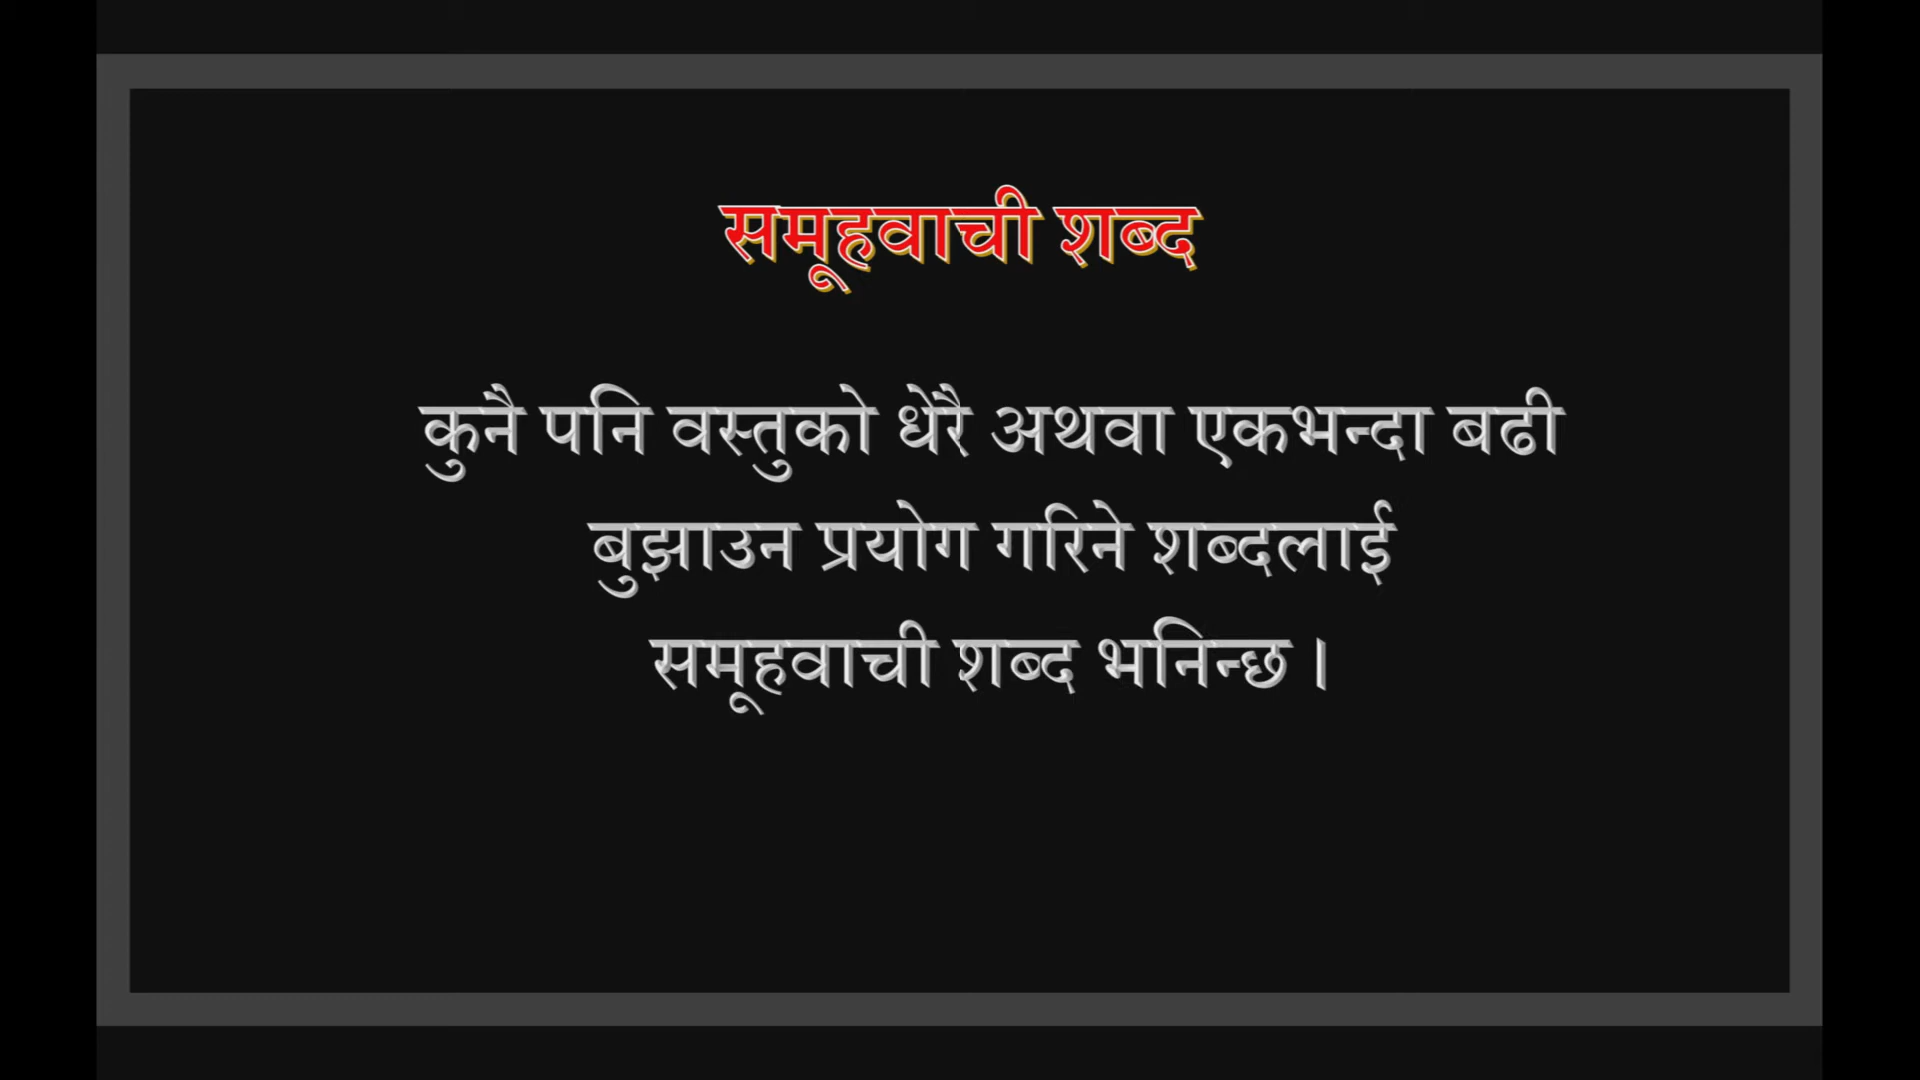 समूहवाची शब्द
कुनै पनि वस्तुको धेरै अथवा एकभन्दा बढी
बुझाउन प्रयोग गरिने शब्दलाई
समूहवाची शब्द भनिन्छ ।